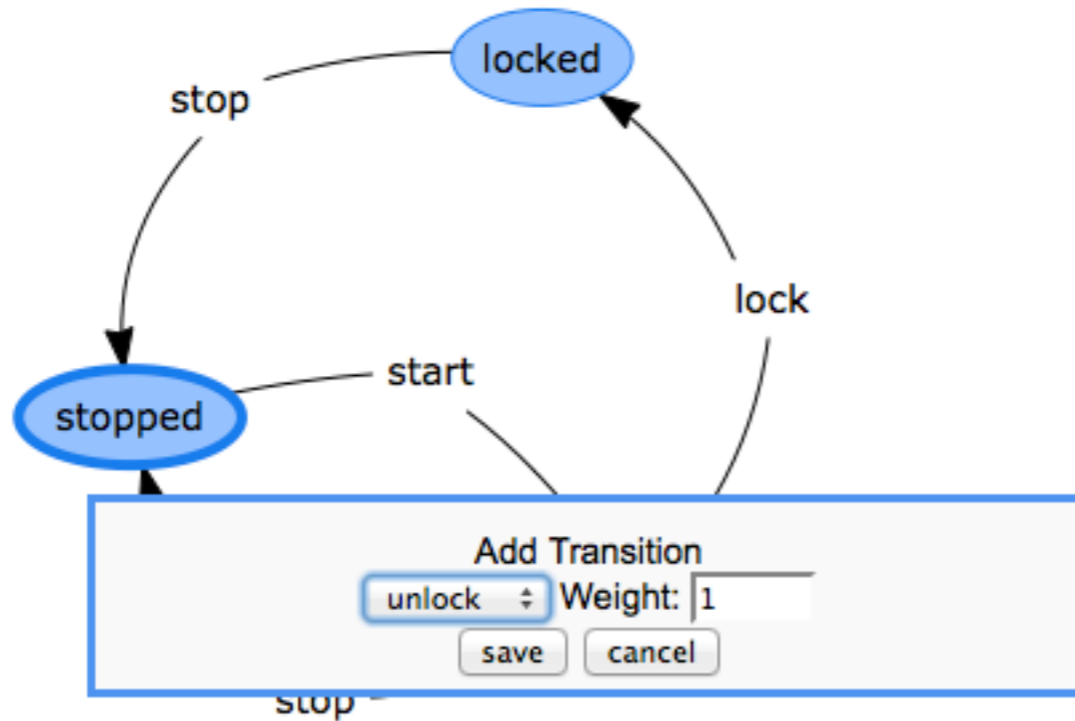 locked
stop
lock
start
stopped
Add Transition
unlock Weight: 1
save cancel
stop